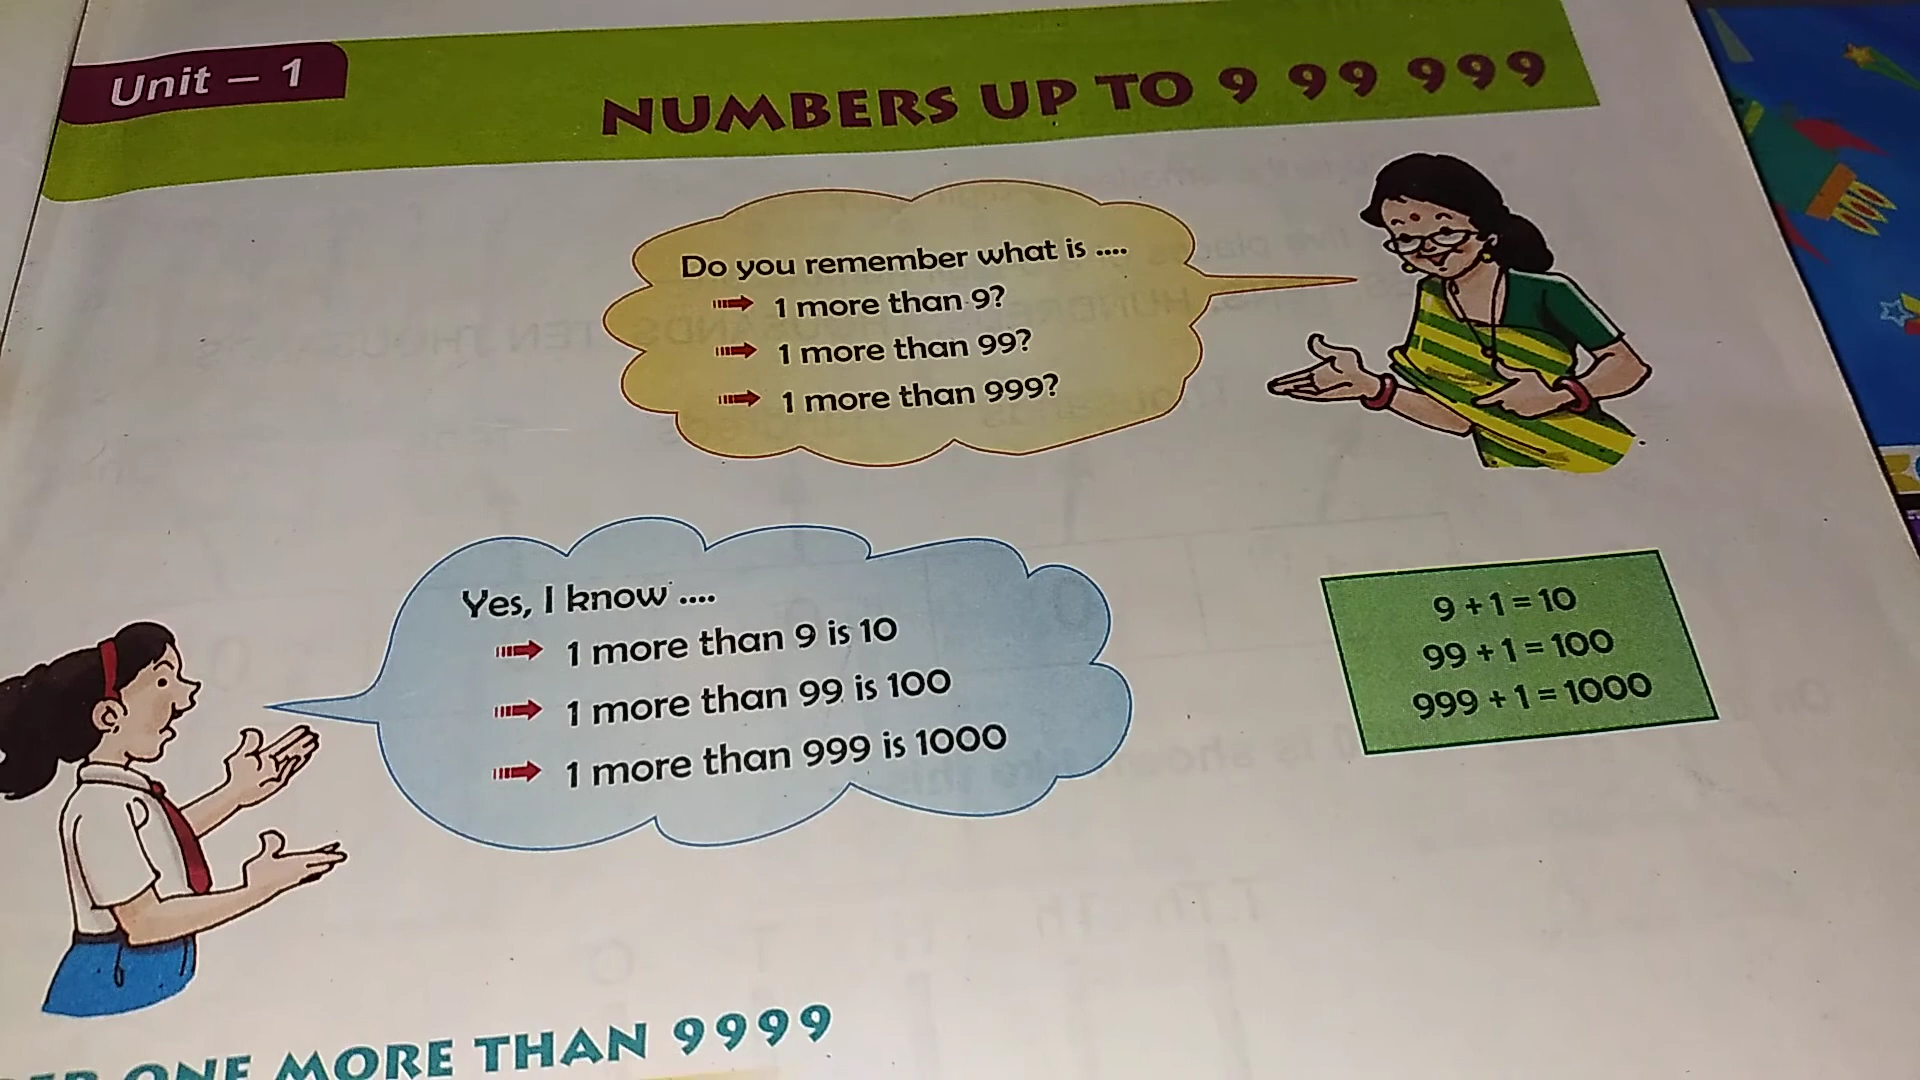 Unit – 1
NUMBERS UP TO 9 99 999
Do you remember what is ....
1 more than 9?
1 more than 99?
1 more than 999?
Yes, I know ....
1 more than 9 is 10
1 more than 99 is 100
1 more than 999 is 1000
9 + 1 = 10
99 + 1 = 100
999 + 1 = 1000
ONE MORE THAN 9999